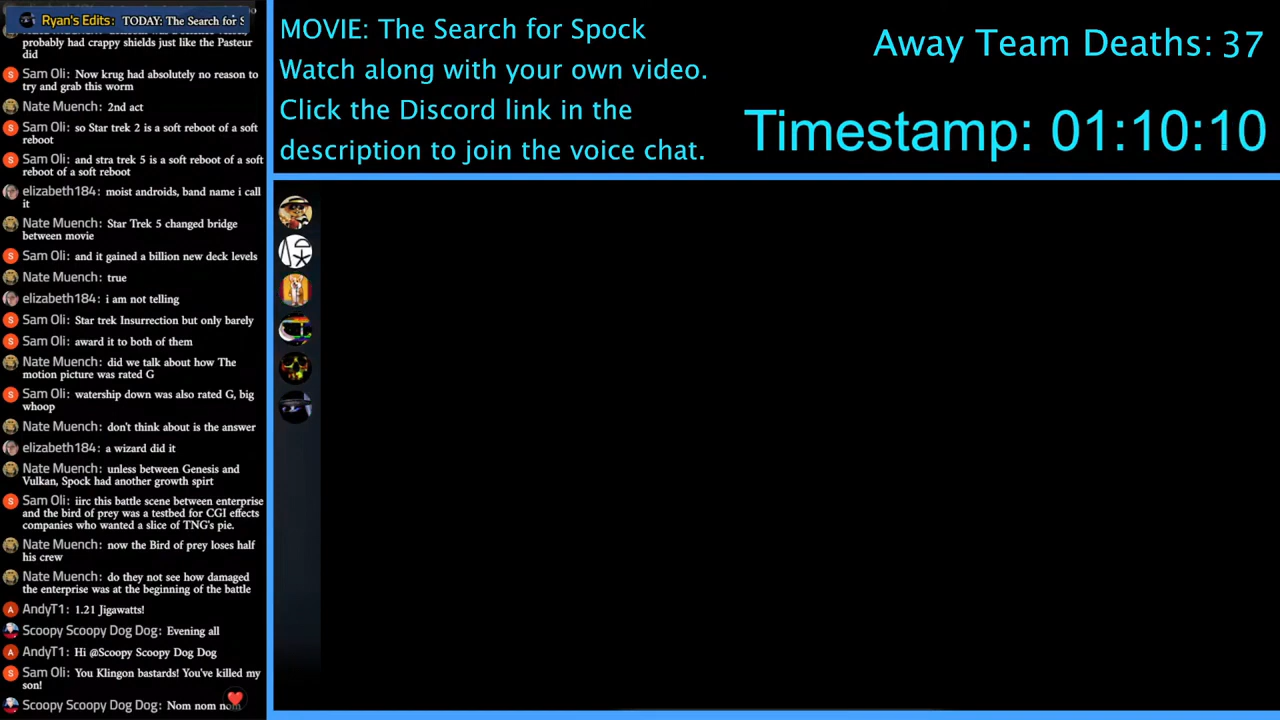 Ryan's Edits: TODAY: The Search for S
probably had crappy shields just like the Pasteur
did
Sam Oli: Now krug had absolutely no reason to
try and grab this worm
Nate Muench: 2nd act
Sam Oli: so Star trek 2 is a soft reboot of a soft
reboot
Sam Oli: and stra trek 5 is a soft reboot of a soft
reboot of a soft reboot
elizabeth184: moist androids, band name i call
it
Nate Muench: Star Trek 5 changed bridge
between movie
Sam Oli: and it gained a billion new deck levels
Nate Muench: true
elizabeth184: i am not telling
Sam Oli: Star trek Insurrection but only barely
Sam Oli: award it to both of them
Nate Muench: did we talk about how The
motion picture was rated G
Sam Oli: watership down was also rated G, big
whoop
Nate Muench: don't think about is the answer
elizabeth184: a wizard did it
Nate Muench: unless between Genesis and
Vulkan, Spock had another growth spirt
Sam Oli: iirc this battle scene between enterprise
and the bird of prey was a testbed for CGI effects
companies who wanted a slice of TNG's pie.
Nate Muench: now the Bird of prey loses half
his crew
Nate Muench: do they not see how damaged
the enterprise was at the beginning of the battle
AndyT1: 1.21 Jigawatts!
Scoopy Scoopy Dog Dog: Evening all
AndyT1: Hi @Scoopy Scoopy Dog Dog
Sam Oli: You Klingon bastards! You've killed my
son!
Scoopy Scoopy Dog Dog: Nom nom nom
MOVIE: The Search for Spock
Watch along with your own video.
Click the Discord link in the
description to join the voice chat.
Away Team Deaths: 37
Timestamp: 01:10:10